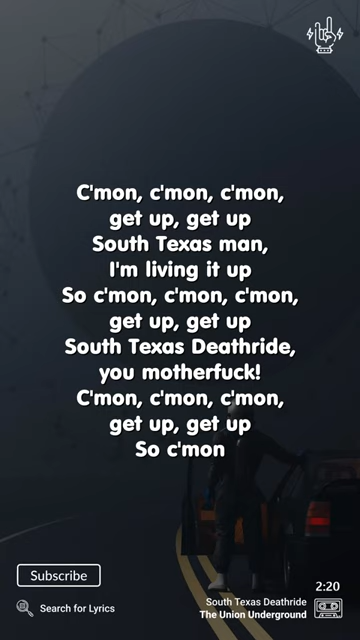 C'mon, c'mon, c'mon,
get up, get up
South Texas man,
I'm living it up
So c'mon, c'mon, c'mon,
get up, get up
South Texas Deathride,
you motherfuck!
C'mon, c'mon, c'mon,
get up, get up
So c'mon
Subscribe
2:20
Search for Lyrics
South Texas Deathride
The Union Underground